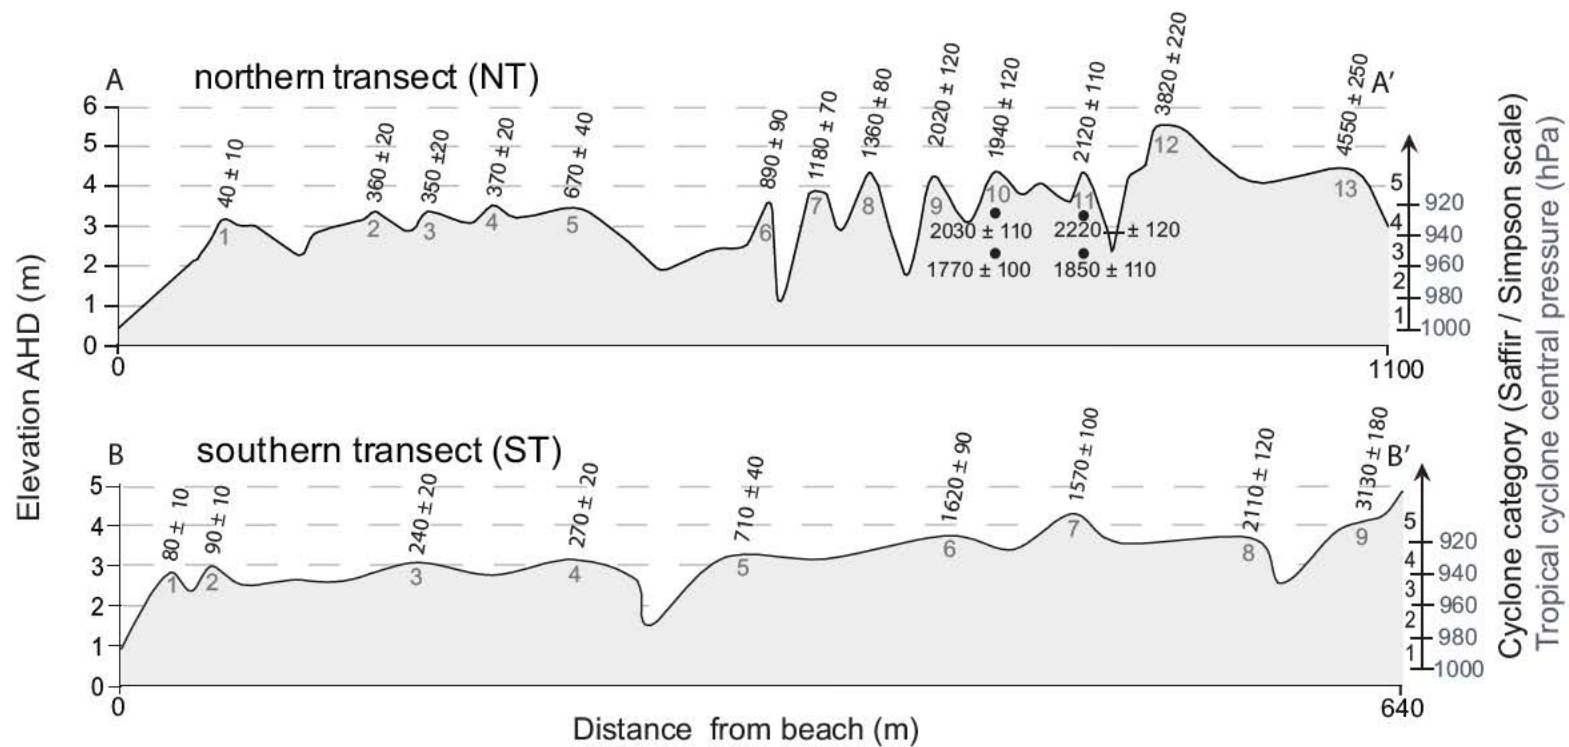 A
northern transect (NT)
A′
6
5
4
3
2
1
0
40 ± 10
360 ± 20
350 ±20
370 ± 20
670 ± 40
890 ± 90
1180 ± 70
1360 ± 80
2020 ± 120
1940 ± 120
2120 ± 110
3820 ± 220
4550 ± 250
1
2
3
4
5
6
7
8
9
10
11
12
13
2030 ± 110
1770 ± 100
2220 ± 120
1850 ± 110
5
4
3
2
1
920
940
960
980
1000
0
1100
B
southern transect (ST)
B′
5
4
3
2
1
0
80 ± 10
90 ± 10
240 ± 20
270 ± 20
710 ± 40
1620 ± 90
1570 ± 100
2110 ± 120
3130 ± 180
1
2
3
4
5
6
7
8
9
5
4
3
2
1
920
940
960
980
1000
0
640
Distance from beach (m)
Elevation AHD (m)
Cyclone category (Saffir / Simpson scale)
Tropical cyclone central pressure (hPa)